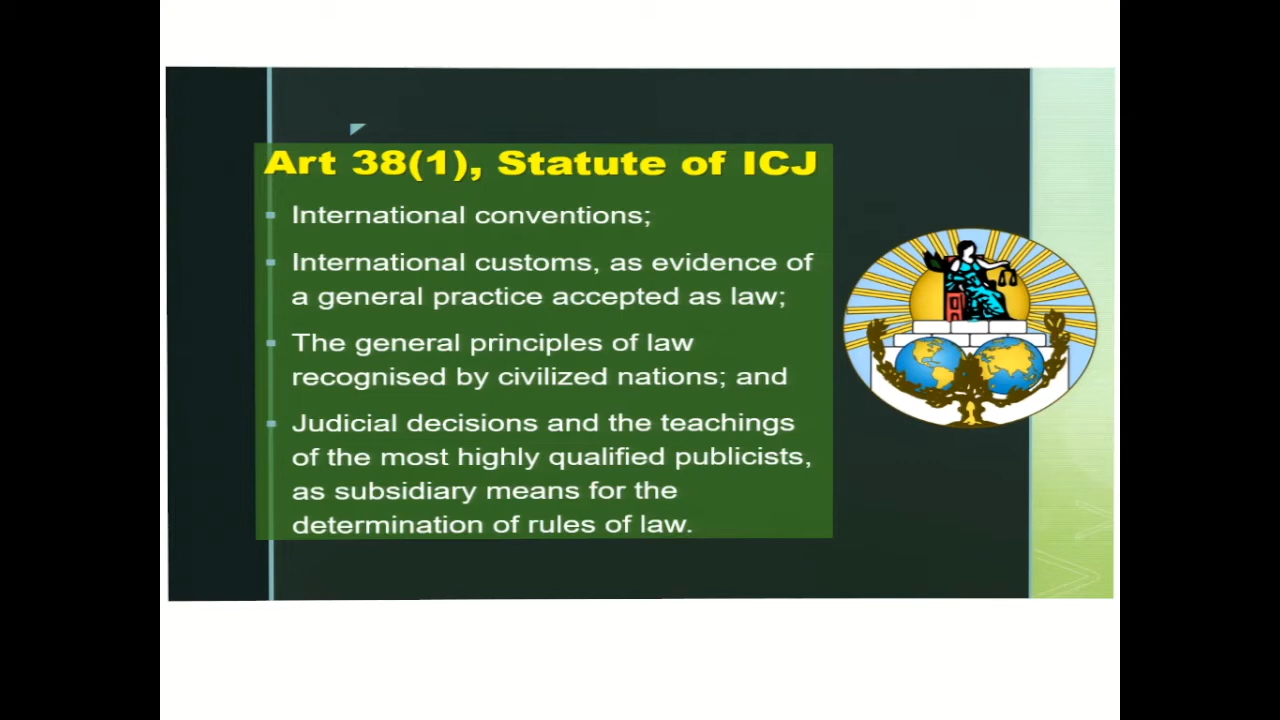 Art 38(1), Statute of ICJ
International conventions;
International customs, as evidence of
a general practice accepted as law;
The general principles of law
recognised by civilized nations; and
Judicial decisions and the teachings
of the most highly qualified publicists,
as subsidiary means for the
determination of rules of law.